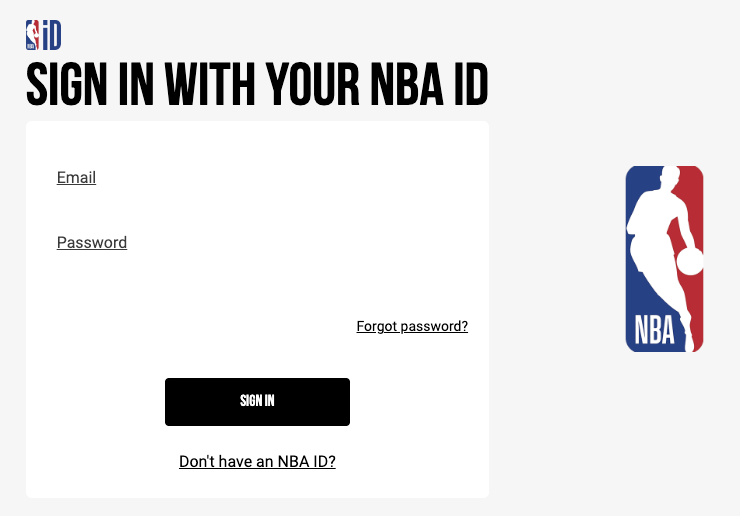 NBA iD
SIGN IN WITH YOUR NBA ID
Email
Password
NBA
Forgot password?
SIGN IN
Don't have an NBA ID?